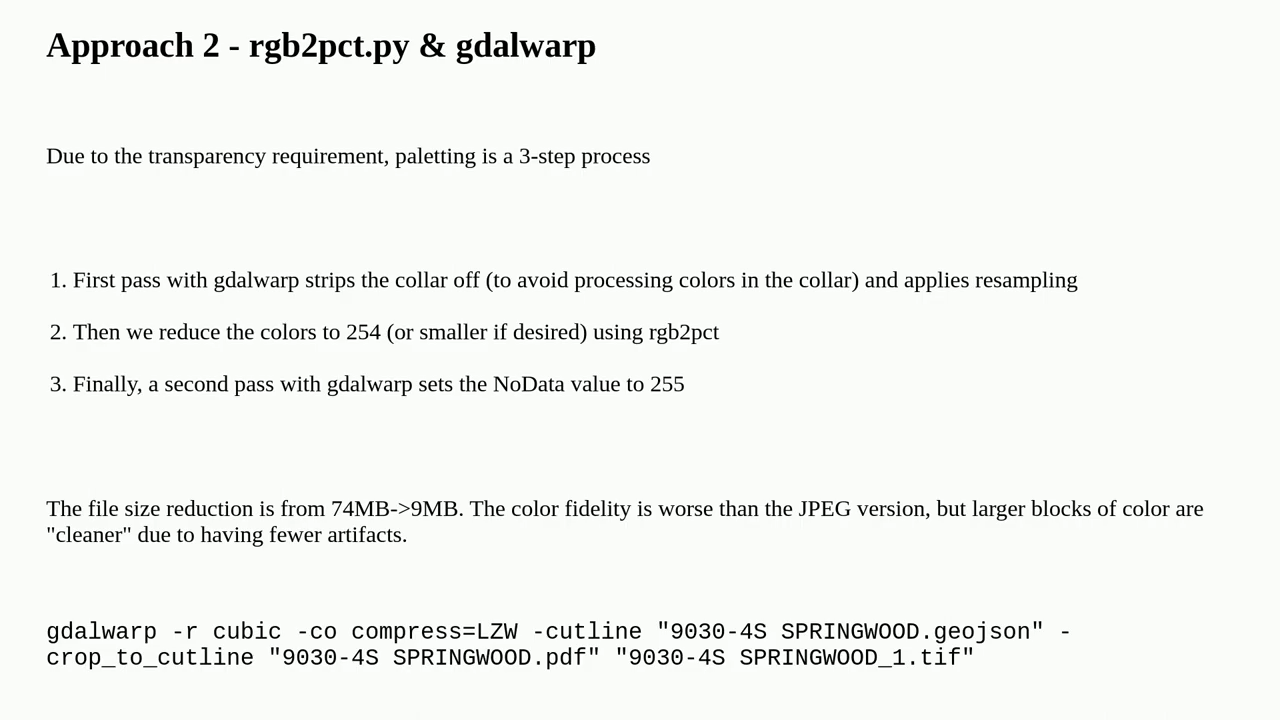 Approach 2 - rgb2pct.py & gdalwarp
Due to the transparency requirement, paletting is a 3-step process
1. First pass with gdalwarp strips the collar off (to avoid processing colors in the collar) and applies resampling
2. Then we reduce the colors to 254 (or smaller if desired) using rgb2pct
3. Finally, a second pass with gdalwarp sets the NoData value to 255
The file size reduction is from 74MB->9MB. The color fidelity is worse than the JPEG version, but larger blocks of color are
"cleaner" due to having fewer artifacts.
gdalwarp -r cubic -co compress=LZW -cutline "9030-4S SPRINGWOOD.geojson" -
crop_to_cutline "9030-4S SPRINGWOOD.pdf" "9030-4S SPRINGWOOD_1.tif"